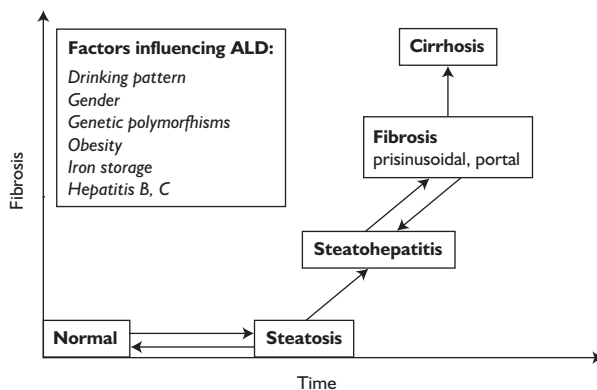 Factors influencing ALD:
Drinking pattern
Gender
Genetic polymorfhisms
Obesity
Iron storage
Hepatitis B, C
Cirrhosis
Fibrosis
prisinusoidal, portal
Steatohepatitis
Normal
Steatosis
Fibrosis
Time